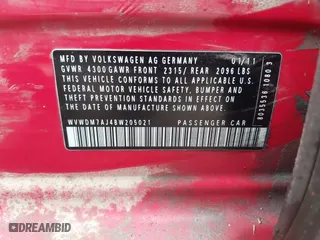 MFD. BY VOLKSWAGEN AG GERMANY 01/11
GVWR 4300 GAWR FRONT 2315/ REAR 2096 LBS
THIS VEHICLE CONFORMS TO ALL APPLICABLE U.S.
FEDERAL MOTOR VEHICLE SAFETY, BUMPER, AND
THEFT PREVENTION STANDARDS IN EFFECT ON THE
DATE OF MANUFACTURE SHOWN ABOVE.
WVWDM7AJ4BW205021 PASSENGER CAR
DREAMBID.COM